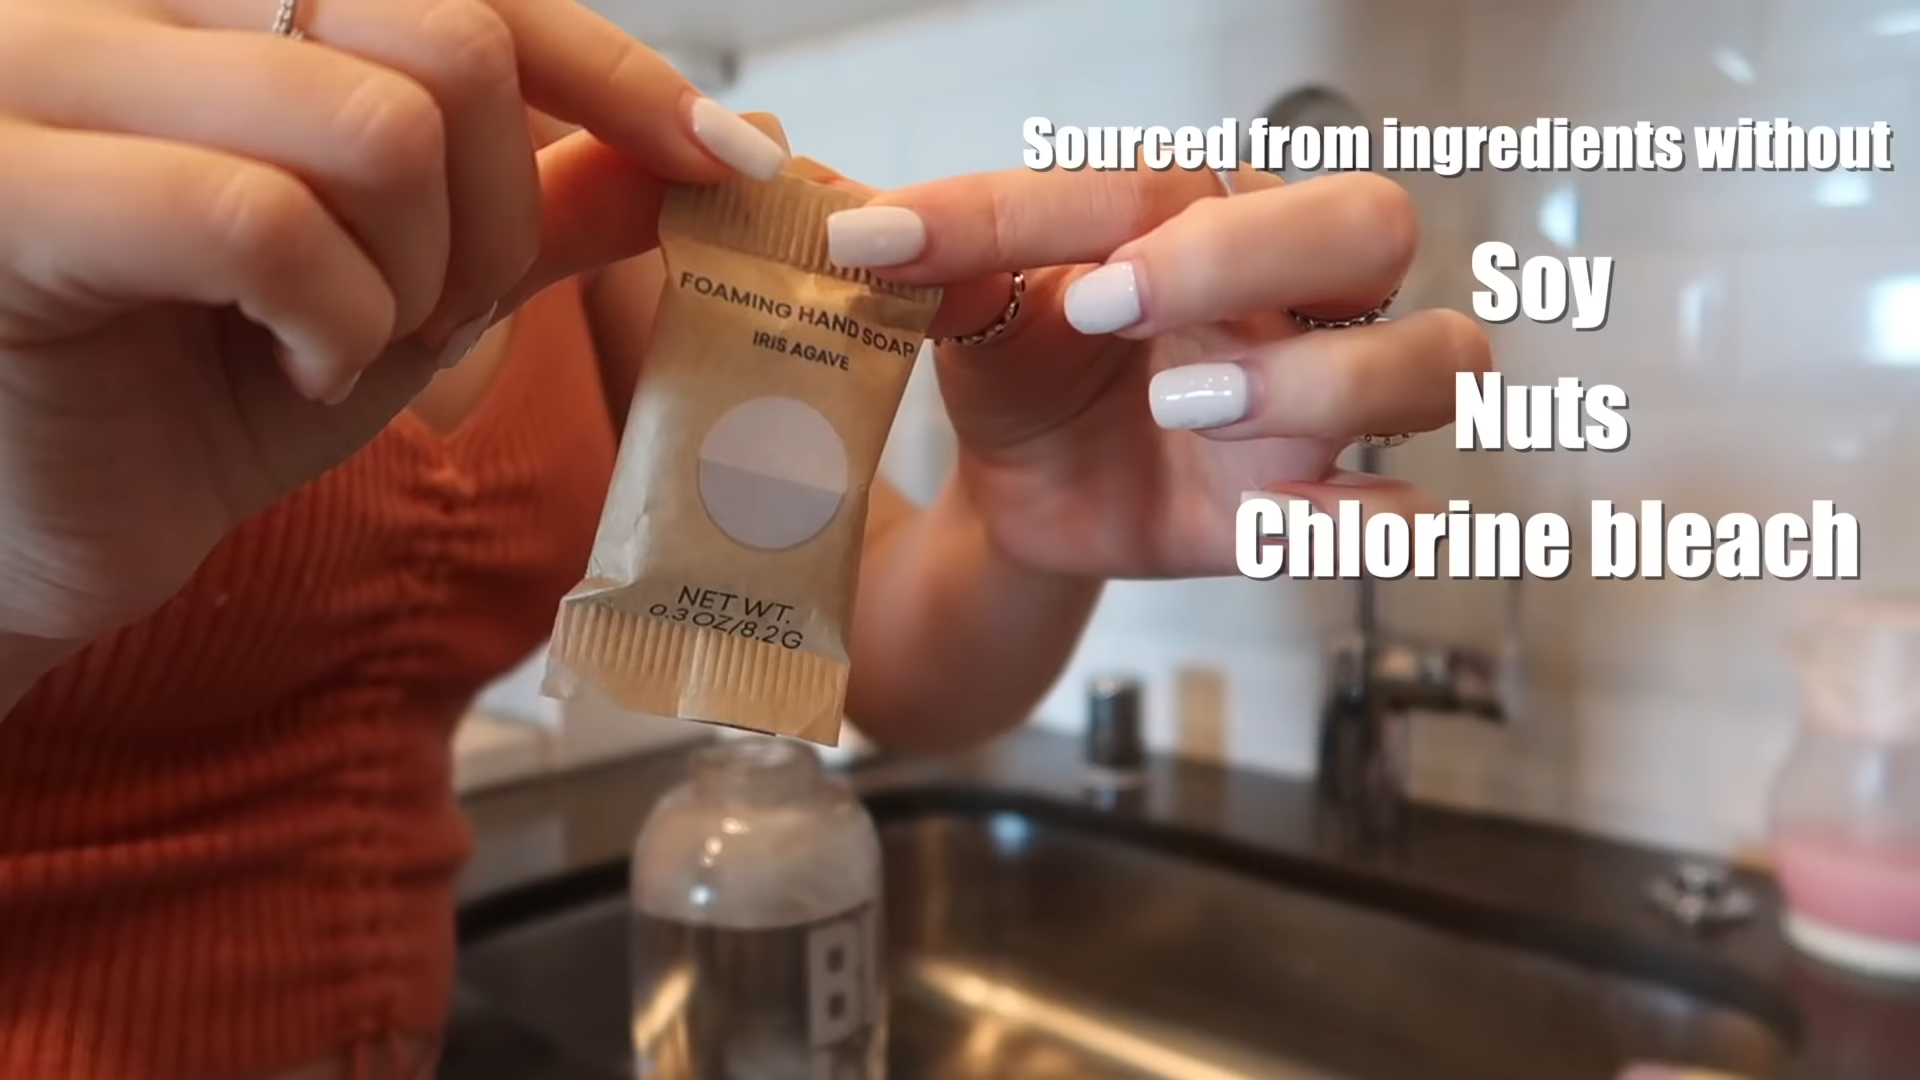 Sourced from ingredients without
Soy
Nuts
Chlorine bleach
FOAMING HAND SOAP
IRIS AGAVE
NET WT.
0.3 OZ/8.2 G